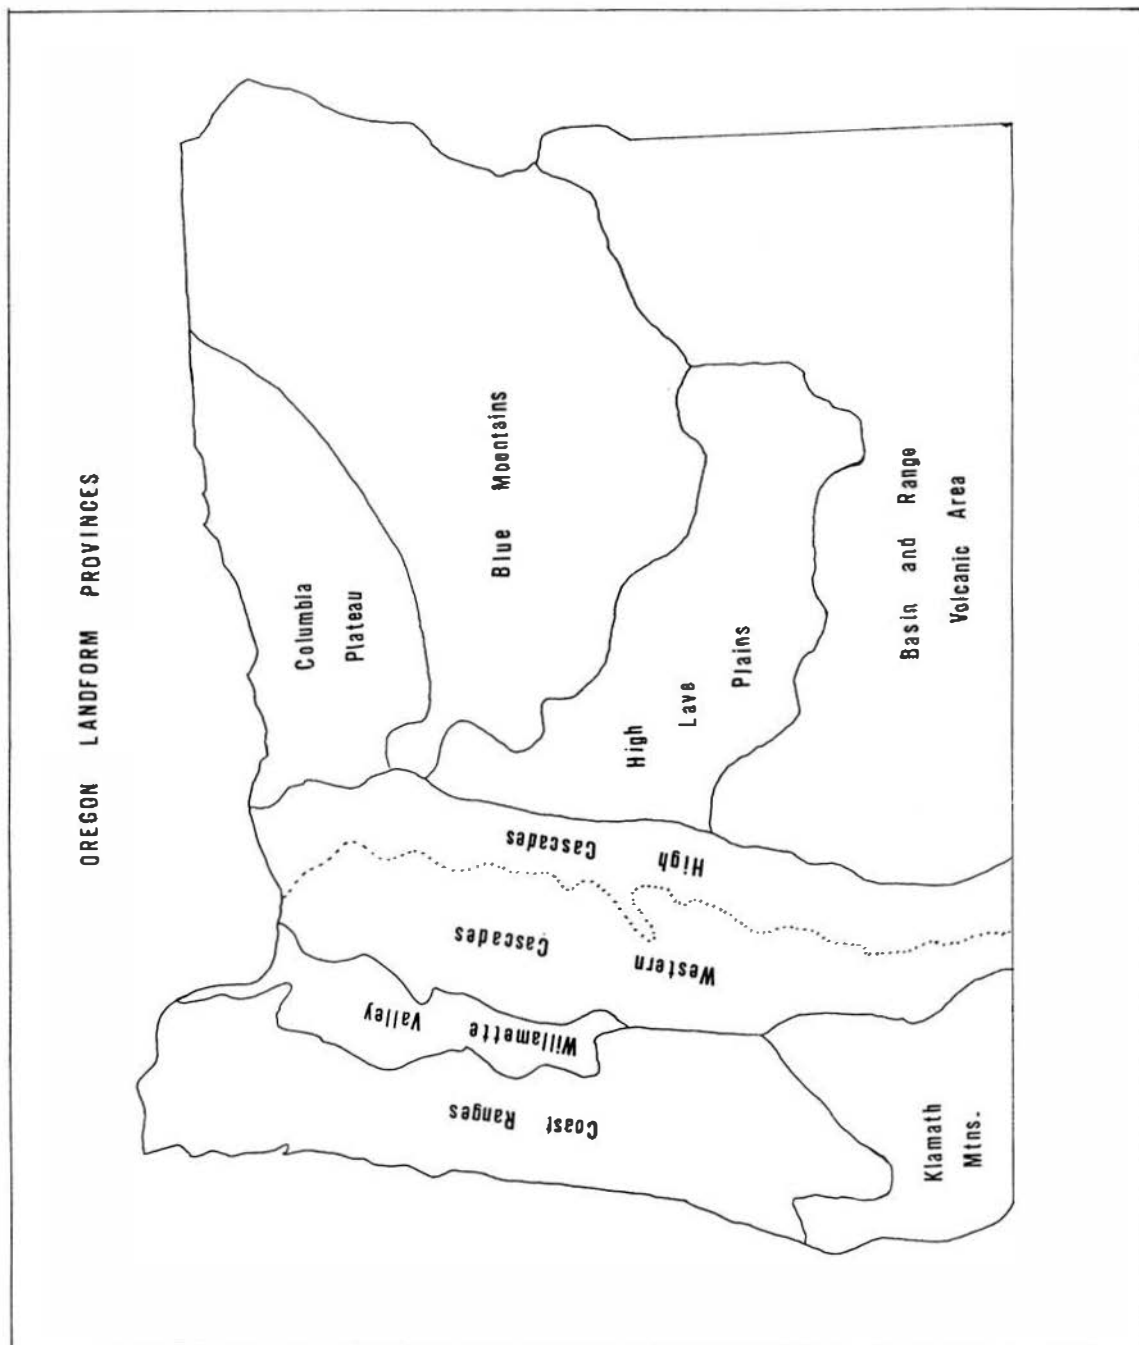 OREGON LANDFORM PROVINCES
Columbia
Plateau
Blue Mountains
High
Lave
Plains
Basin and Range
Volcanic Area
High
Cascades
Western
Cascades
Willamette
Valley
Coast
Ranges
Klamath
Mtns.